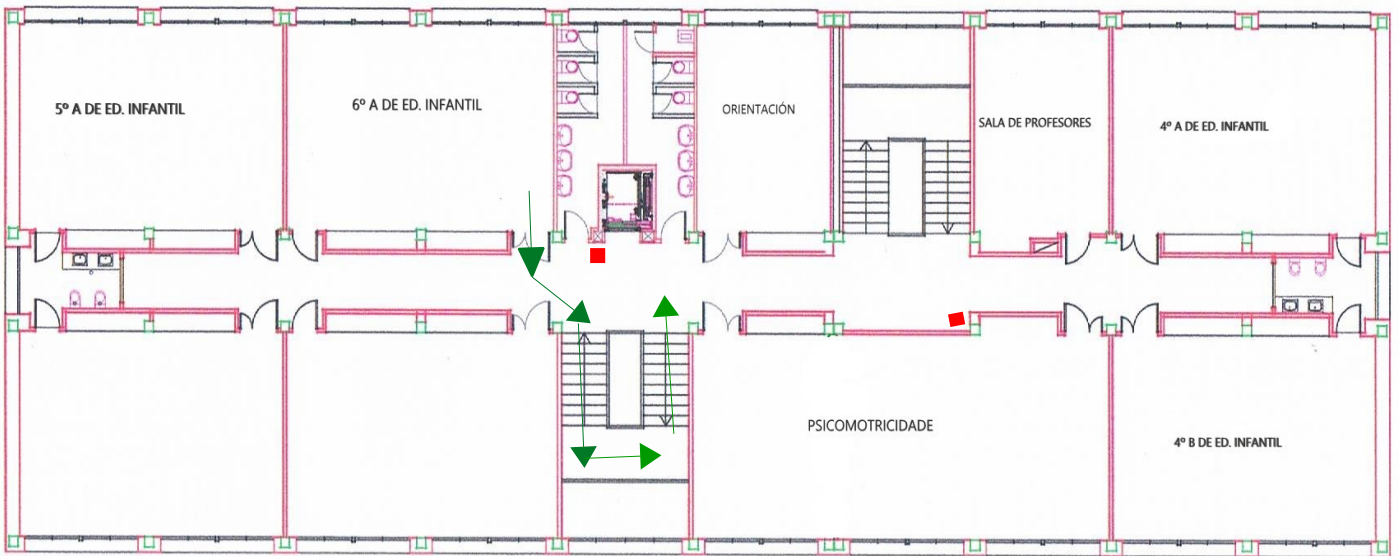 5º A DE ED. INFANTIL
6º A DE ED. INFANTIL
ORIENTACIÓN
SALA DE PROFESORES
4º A DE ED. INFANTIL
PSICOMOTRICIDADE
4º B DE ED. INFANTIL